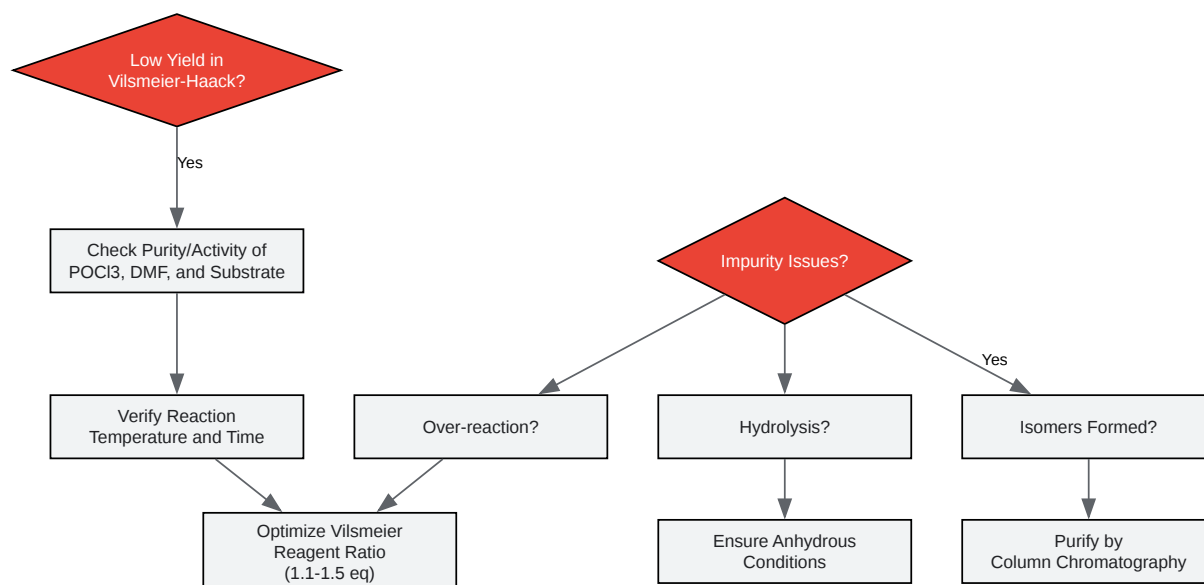 Low Yield in
Vilsmeier-Haack?
Yes
Check Purity/Activity of
POCl3, DMF, and Substrate
Impurity Issues?
Yes
Verify Reaction
Temperature and Time
Over-reaction?
Hydrolysis?
Isomers Formed?
Optimize Vilsmeier
Reagent Ratio
(1.1-1.5 eq)
Ensure Anhydrous
Conditions
Purify by
Column Chromatography